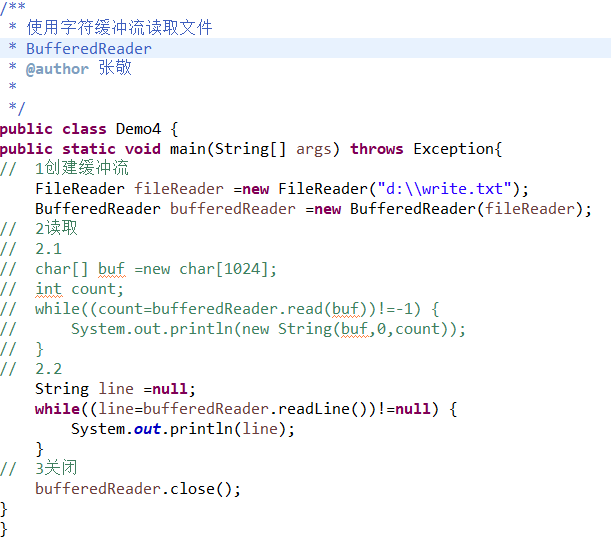 /**
 * 使用字符缓冲流读取文件
 * BufferedReader
 * @author 张敬
 *
 */
public class Demo4 {
public static void main(String[] args) throws Exception{
//  1创建缓冲流
    FileReader fileReader =new FileReader("d:\\write.txt");
    BufferedReader bufferedReader =new BufferedReader(fileReader);
//  2读取
//  2.1
//  char[] buf =new char[1024];
//  int count;
//  while((count=bufferedReader.read(buf))!=-1) {
//      System.out.println(new String(buf,0,count));
//  }
//  2.2
    String line =null;
    while((line=bufferedReader.readLine())!=null) {
        System.out.println(line);
    }
//  3关闭
    bufferedReader.close();
}
}